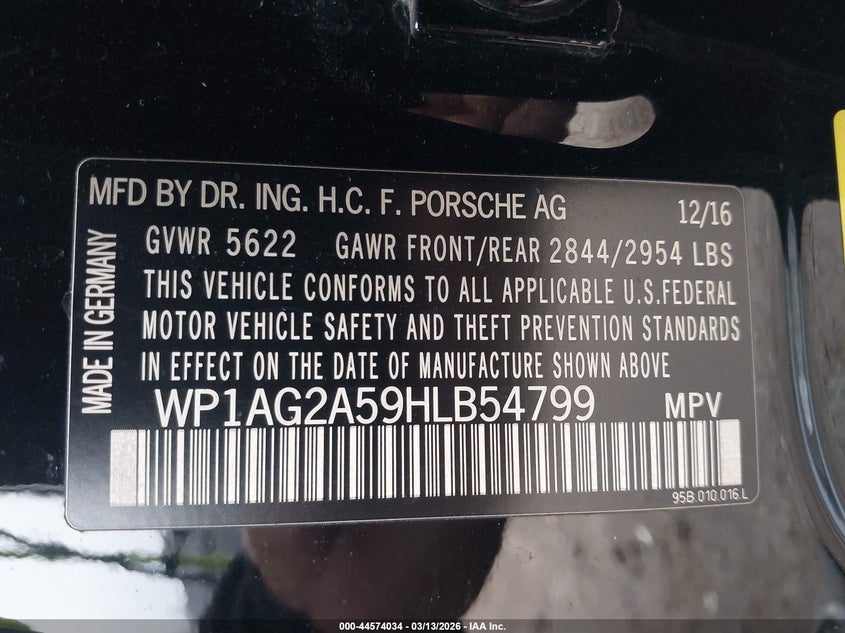 MFD BY DR. ING. H.C. F. PORSCHE AG 12/16
GVWR 5622 GAWR FRONT/REAR 2844/2954 LBS
THIS VEHICLE CONFORMS TO ALL APPLICABLE U.S.FEDERAL
MOTOR VEHICLE SAFETY AND THEFT PREVENTION STANDARDS
IN EFFECT ON THE DATE OF MANUFACTURE SHOWN ABOVE
WP1AG2A59HLB54799 MPV
95B 010 016 L
MADE IN GERMANY
000-44574034 - 03/13/2026 - IAA Inc.